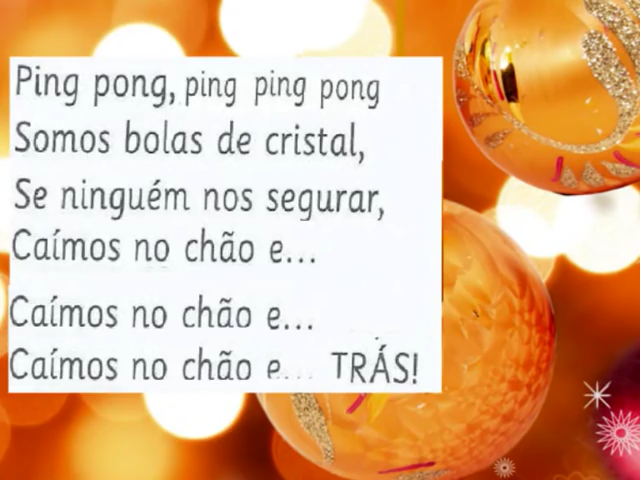 Ping pong, ping ping pong
Somos bolas de cristal,
Se ninguém nos segurar,
Caímos no chão e...
Caímos no chão e...
Caímos no chão e... TRÁS!